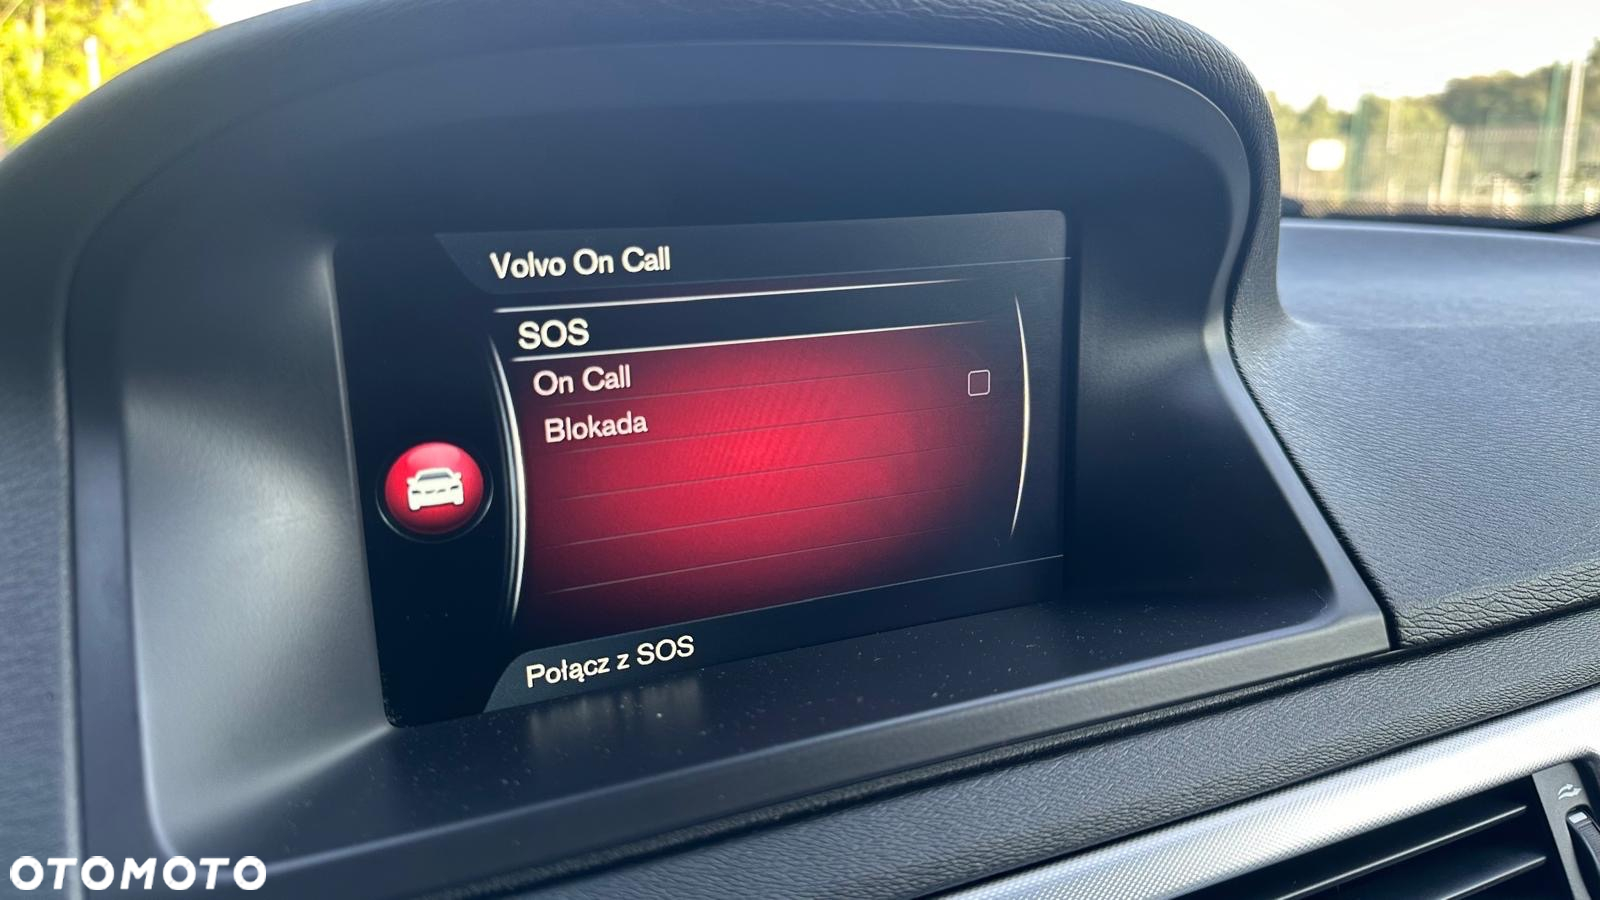 Volvo On Call
SOS
On Call
Blokada
Połącz z SOS
OTOMOTO